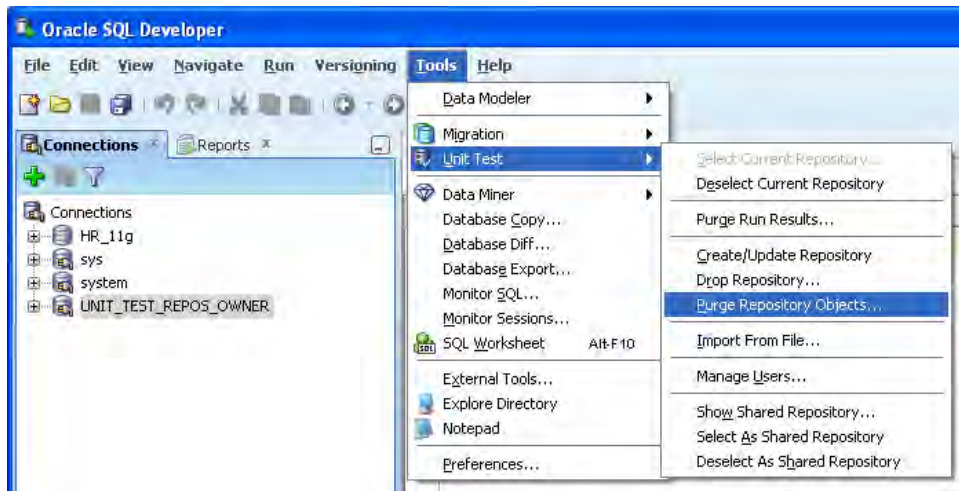 Oracle SQL Developer
File Edit View Navigate Run Versioning Tools Help
Connections Reports
Connections
HR_11g
sys
system
UNIT_TEST_REPOS_OWNER
Data Modeler
Migration
Unit Test
Data Miner
Database Copy...
Database Diff...
Database Export...
Monitor SQL...
Monitor Sessions...
SQL Worksheet Alt-F10
External Tools...
Explore Directory
Notepad
Preferences...
Select Current Repository...
Deselect Current Repository
Purge Run Results...
Create/Update Repository
Drop Repository...
Purge Repository Objects...
Import From File...
Manage Users...
Show Shared Repository...
Select As Shared Repository
Deselect As Shared Repository